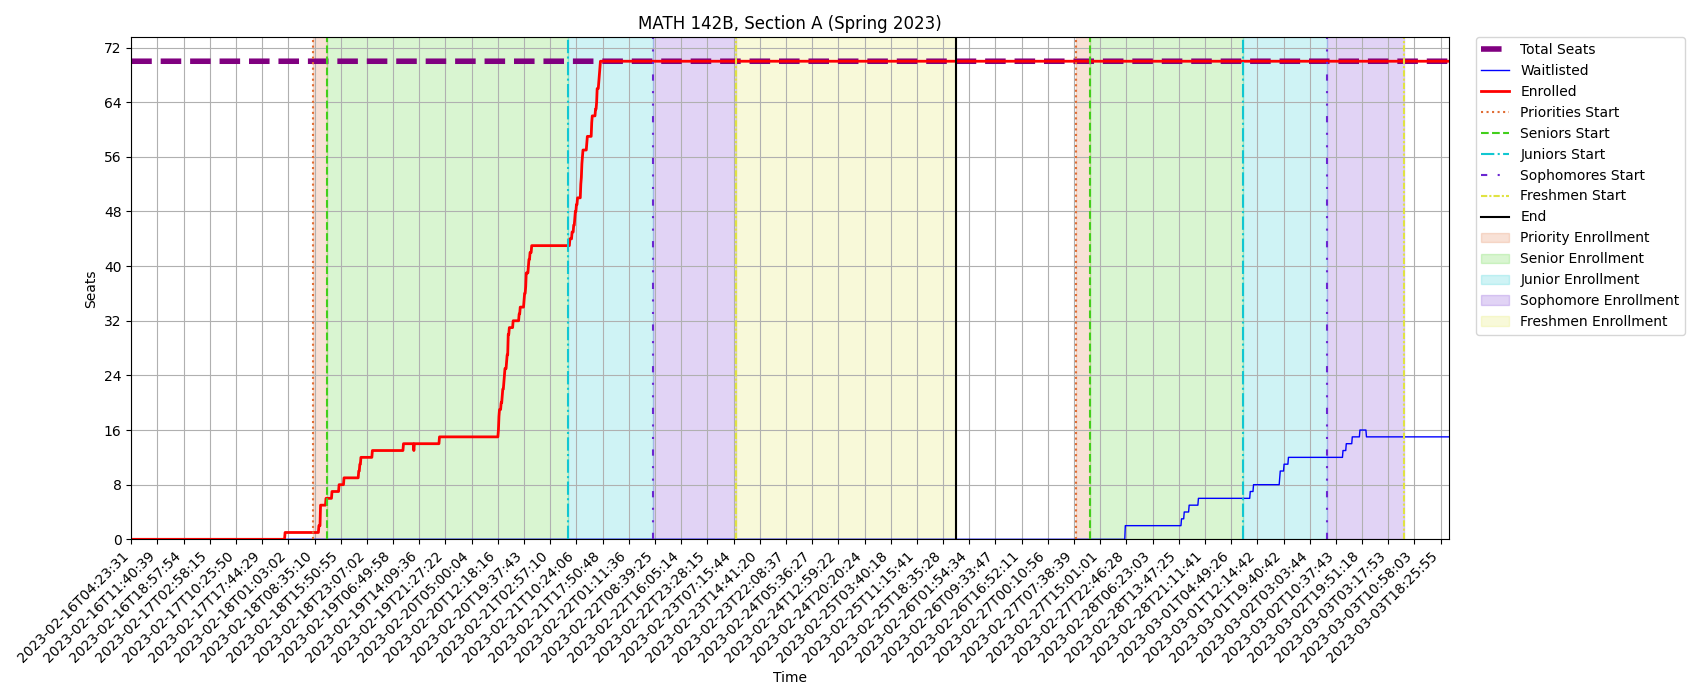 MATH 142B, Section A (Spring 2023)
72
64
56
48
40
32
24
16
8
0
Seats
2023-02-16T04:23:31
2023-02-16T11:40:39
2023-02-16T18:57:54
2023-02-17T02:58:15
2023-02-17T10:25:50
2023-02-17T17:44:29
2023-02-18T01:03:02
2023-02-18T08:35:10
2023-02-18T15:50:55
2023-02-18T23:07:02
2023-02-19T06:49:58
2023-02-19T14:09:36
2023-02-19T21:27:22
2023-02-20T05:00:04
2023-02-20T12:18:16
2023-02-20T19:37:43
2023-02-21T02:57:10
2023-02-21T10:24:06
2023-02-21T17:50:48
2023-02-22T01:11:36
2023-02-22T08:39:25
2023-02-22T16:05:14
2023-02-22T23:28:15
2023-02-23T07:15:44
2023-02-23T14:41:20
2023-02-23T22:08:37
2023-02-24T05:36:27
2023-02-24T12:59:22
2023-02-24T20:20:24
2023-02-25T03:40:18
2023-02-25T11:15:41
2023-02-25T18:35:28
2023-02-26T01:54:34
2023-02-26T09:33:47
2023-02-26T16:52:11
2023-02-27T00:10:56
2023-02-27T07:38:39
2023-02-27T15:01:01
2023-02-27T22:46:28
2023-02-28T06:23:03
2023-02-28T13:47:25
2023-02-28T21:11:41
2023-03-01T04:49:26
2023-03-01T12:14:42
2023-03-01T19:40:42
2023-03-02T03:03:44
2023-03-02T10:37:43
2023-03-02T19:51:18
2023-03-03T03:17:53
2023-03-03T10:58:03
2023-03-03T18:25:55
Time
Total Seats
Waitlisted
Enrolled
Priorities Start
Seniors Start
Juniors Start
Sophomores Start
Freshmen Start
End
Priority Enrollment
Senior Enrollment
Junior Enrollment
Sophomore Enrollment
Freshmen Enrollment